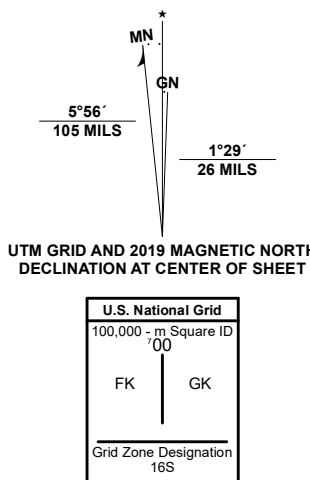 ★
MN
GN
5°56´
105 MILS
1°29´
26 MILS
UTM GRID AND 2019 MAGNETIC NORTH
DECLINATION AT CENTER OF SHEET
U.S. National Grid
100,000 - m Square ID
⁷00
FK GK
Grid Zone Designation
16S